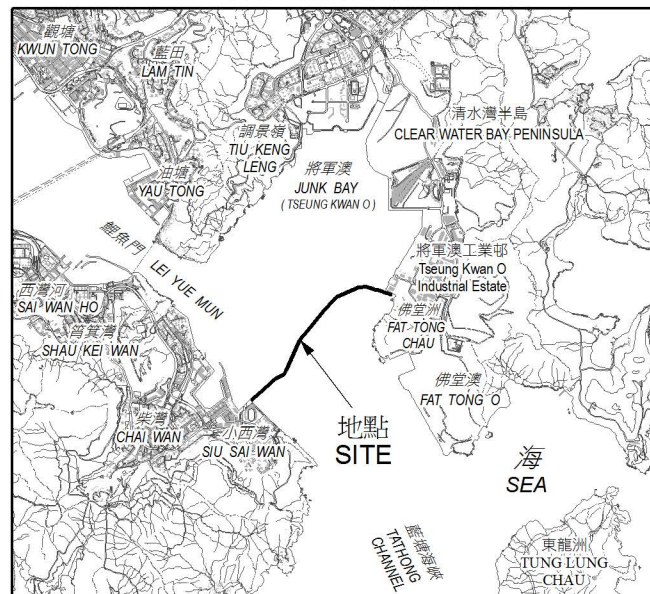 觀塘
KWUN TONG
藍田
LAM TIN
調景嶺
TIU KENG
LENG
清水灣半島
CLEAR WATER BAY PENINSULA
將軍澳
JUNK BAY
( TSEUNG KWAN O )
油塘
YAU TONG
鯉魚門 LEI YUE MUN
將軍澳工業邨
Tseung Kwan O
Industrial Estate
西灣河
SAI WAN HO
筲箕灣
SHAU KEI WAN
佛堂洲
FAT TONG
CHAU
佛堂澳
FAT TONG O
柴灣
CHAI WAN
小西灣
SIU SAI WAN
地點
SITE
海
SEA
藍塘海峽
TATHONG
CHANNEL
東龍洲
TUNG LUNG
CHAU